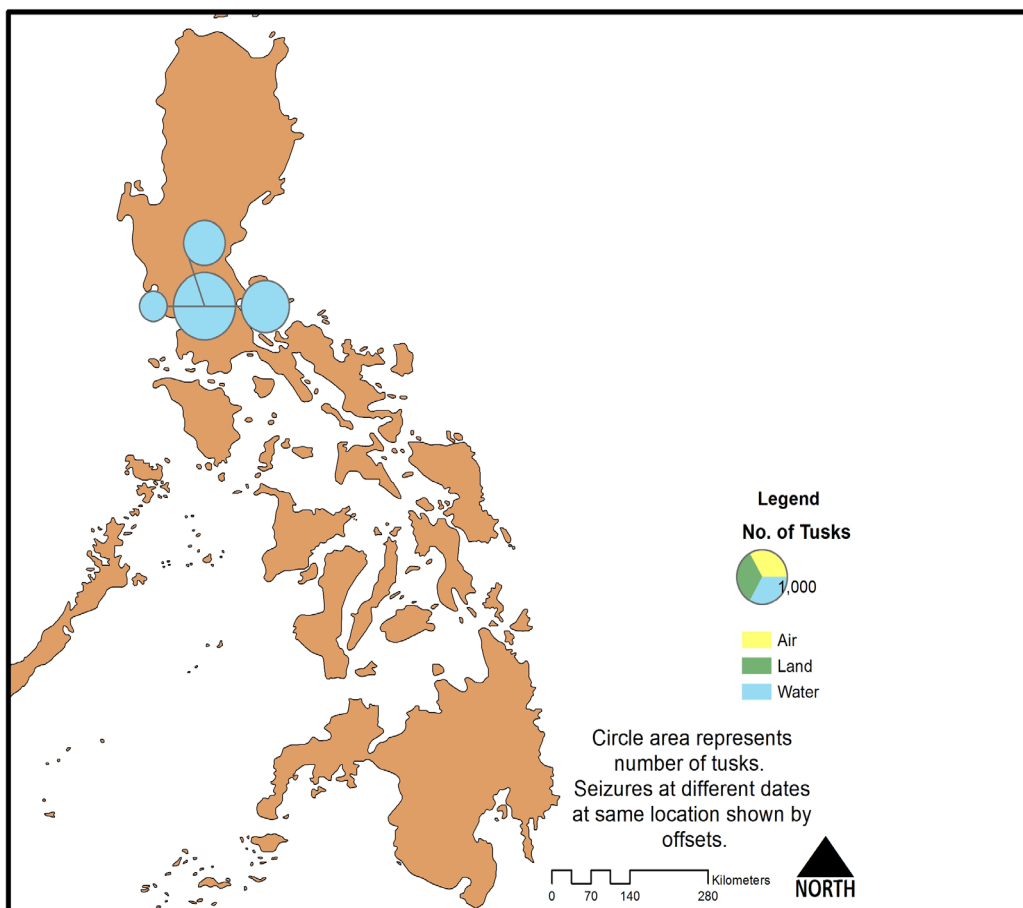 Legend
No. of Tusks
1,000
Air
Land
Water
Circle area represents
number of tusks.
Seizures at different dates
at same location shown by
offsets.
Kilometers
0 70 140 280
NORTH